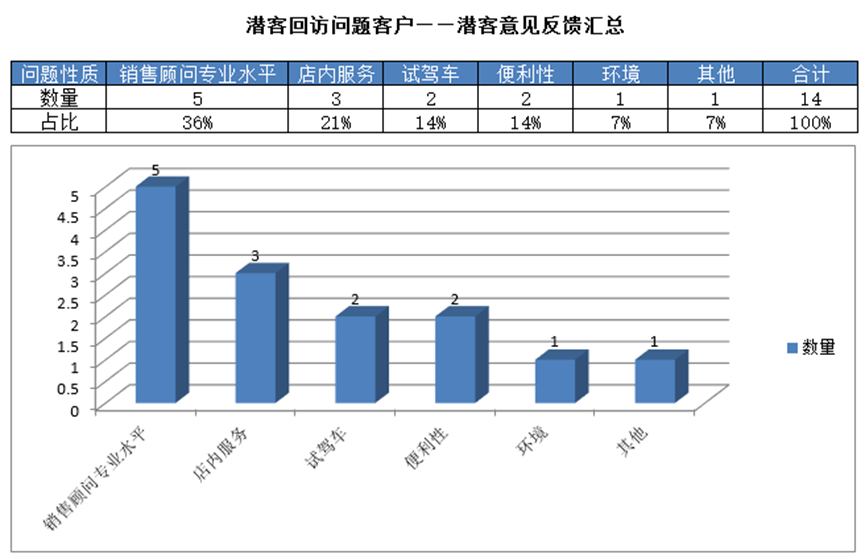 潜客回访问题客户——潜客意见反馈汇总
问题性质 销售顾问专业水平 店内服务 试驾车 便利性 环境 其他 合计
数量 5 3 2 2 1 1 14
占比 36% 21% 14% 14% 7% 7% 100%
5
4.5
4
3.5
3
2.5
2
1.5
1
0.5
0
5
3
2
2
1
1
销售顾问专业水平
店内服务
试驾车
便利性
环境
其他
数量